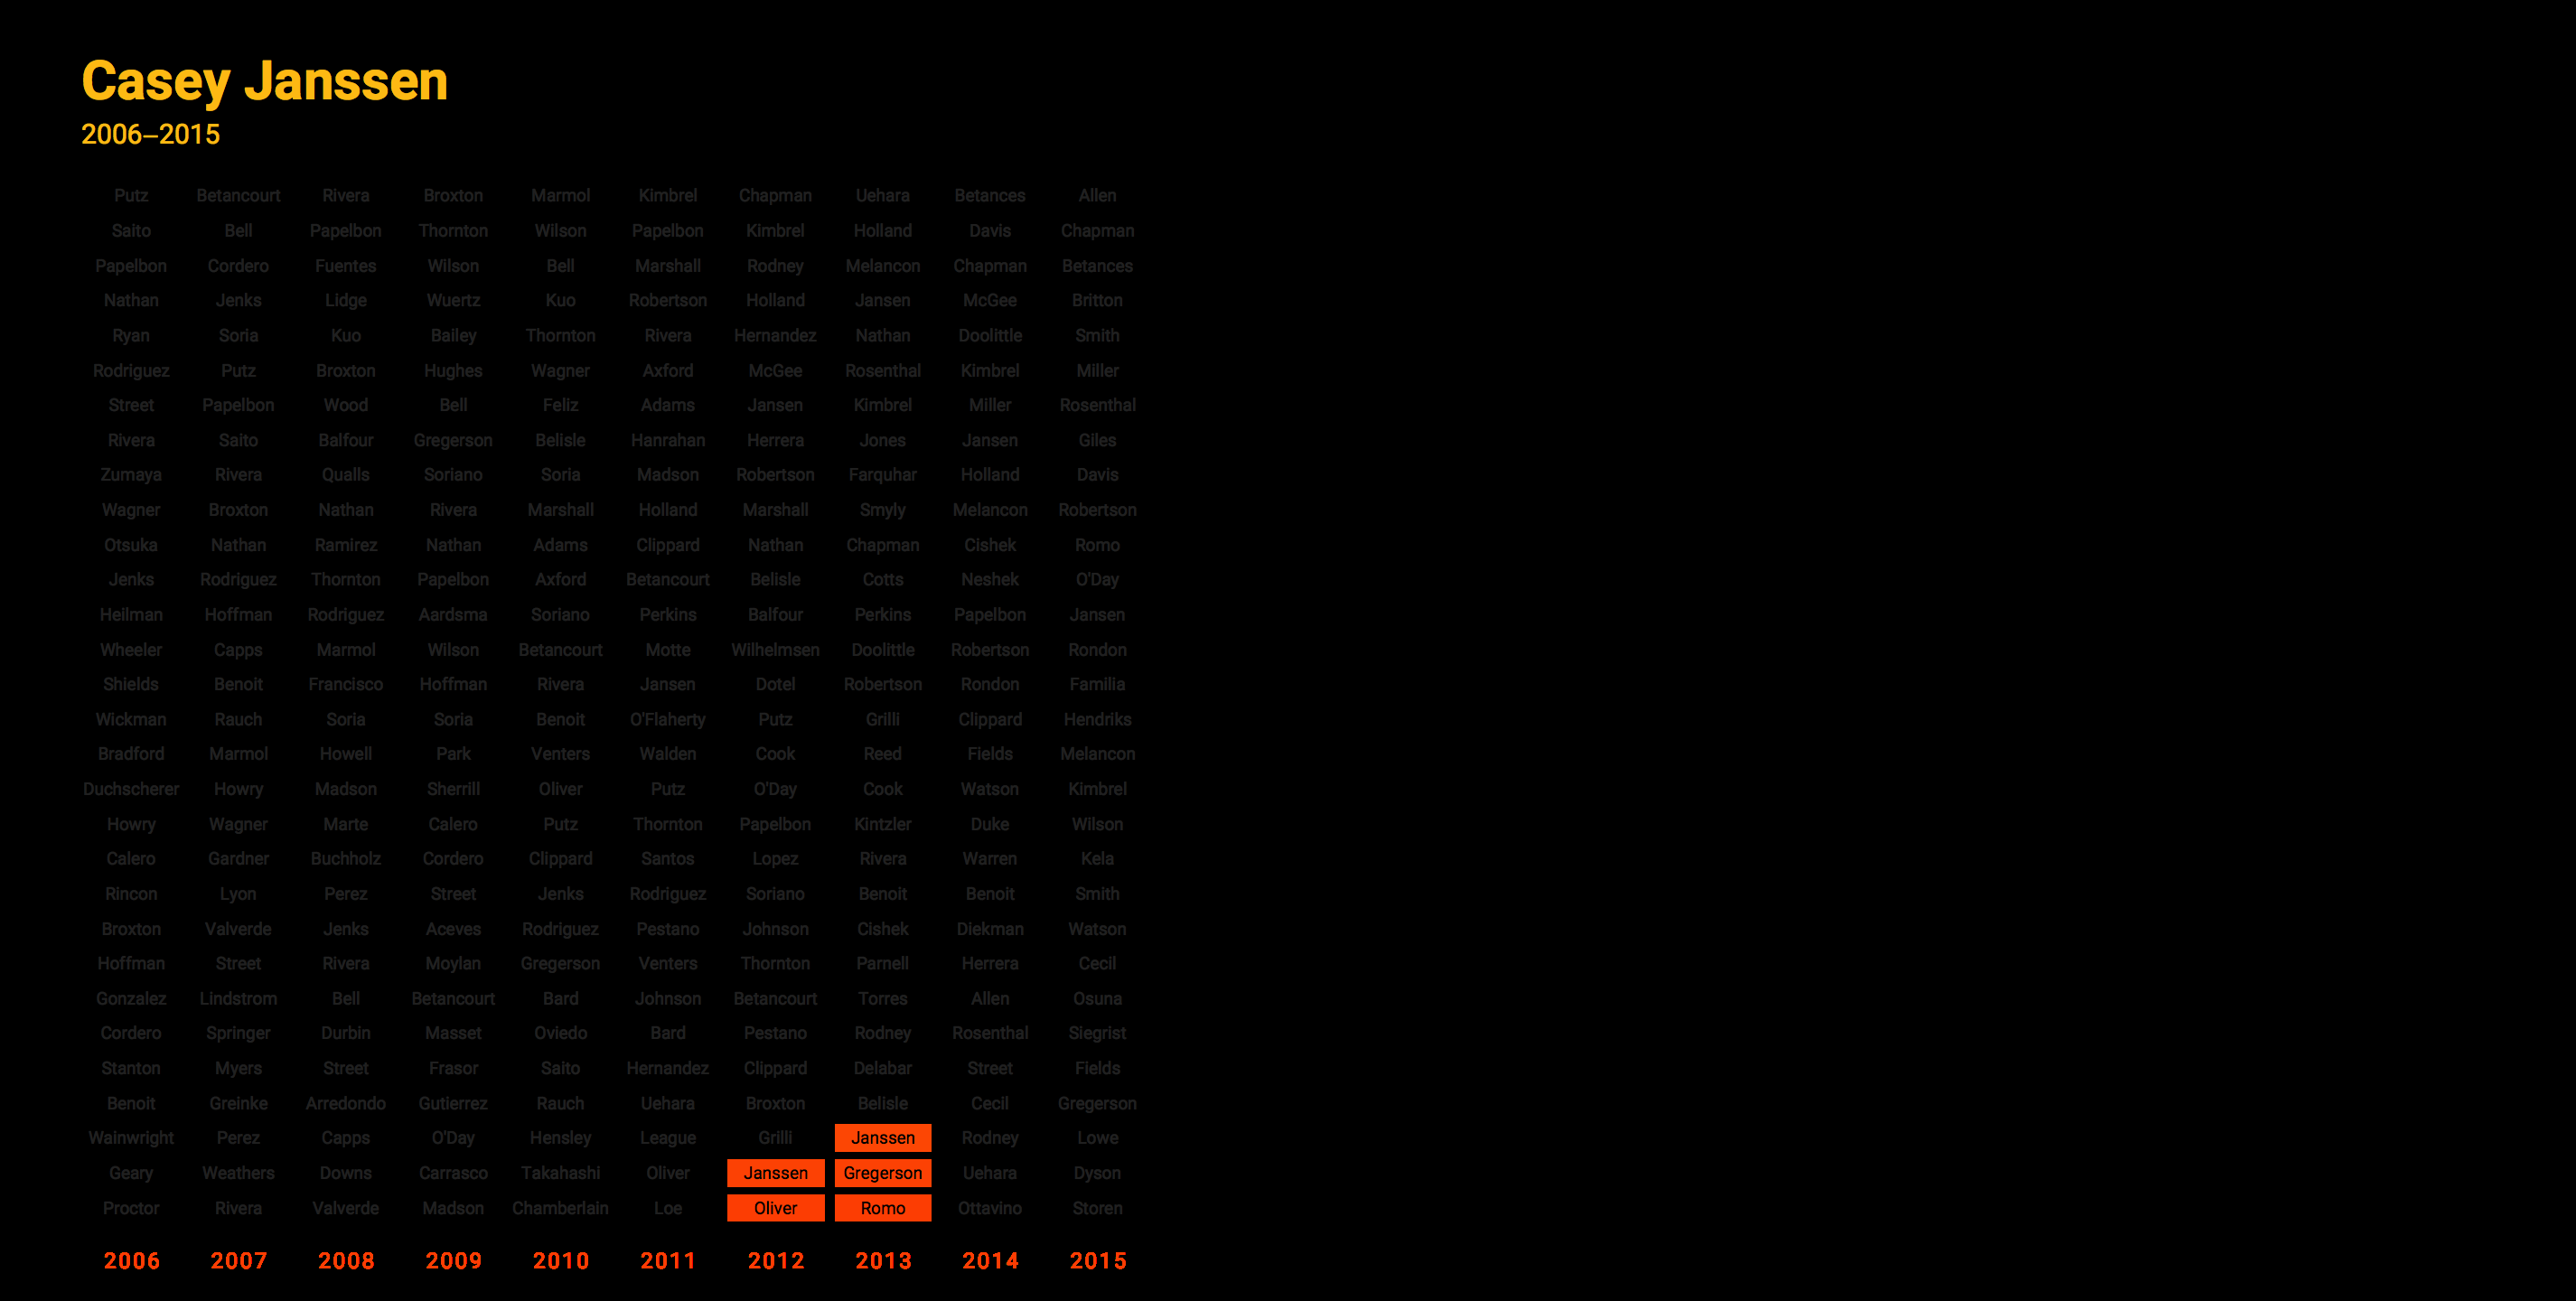 Casey Janssen
2006–2015
Putz Betancourt Rivera Broxton Marmol Kimbrel Chapman Uehara Betances Allen
Saito Bell Papelbon Thornton Wilson Papelbon Kimbrel Holland Davis Chapman
Papelbon Cordero Fuentes Wilson Bell Marshall Rodney Melancon Chapman Betances
Nathan Jenks Lidge Wuertz Kuo Robertson Holland Jansen McGee Britton
Ryan Soria Kuo Bailey Thornton Rivera Hernandez Nathan Doolittle Smith
Rodriguez Putz Broxton Hughes Wagner Axford McGee Rosenthal Kimbrel Miller
Street Papelbon Wood Bell Feliz Adams Jansen Kimbrel Miller Rosenthal
Rivera Saito Balfour Gregerson Belisle Hanrahan Herrera Jones Jansen Giles
Zumaya Rivera Qualls Soriano Soria Madson Robertson Farquhar Holland Davis
Wagner Broxton Nathan Rivera Marshall Holland Marshall Smyly Melancon Robertson
Otsuka Nathan Ramirez Nathan Adams Clippard Nathan Chapman Cishek Romo
Jenks Rodriguez Thornton Papelbon Axford Betancourt Belisle Cotts Neshek O'Day
Heilman Hoffman Rodriguez Aardsma Soriano Perkins Balfour Perkins Papelbon Jansen
Wheeler Capps Marmol Wilson Betancourt Motte Wilhelmsen Doolittle Robertson Rondon
Shields Benoit Francisco Hoffman Rivera Jansen Dotel Robertson Rondon Familia
Wickman Rauch Soria Soria Benoit O'Flaherty Putz Grilli Clippard Hendriks
Bradford Marmol Howell Park Venters Walden Cook Reed Fields Melancon
Duchscherer Howry Madson Sherrill Oliver Putz O'Day Cook Watson Kimbrel
Howry Wagner Marte Calero Putz Thornton Papelbon Kintzler Duke Wilson
Calero Gardner Buchholz Cordero Clippard Santos Lopez Rivera Warren Kela
Rincon Lyon Perez Street Jenks Rodriguez Soriano Benoit Benoit Smith
Broxton Valverde Jenks Aceves Rodriguez Pestano Johnson Cishek Diekman Watson
Hoffman Street Rivera Moylan Gregerson Venters Thornton Parnell Herrera Cecil
Gonzalez Lindstrom Bell Betancourt Bard Johnson Betancourt Torres Allen Osuna
Cordero Springer Durbin Masset Oviedo Bard Pestano Rodney Rosenthal Siegrist
Stanton Myers Street Frasor Saito Hernandez Clippard Delabar Street Fields
Benoit Greinke Arredondo Gutierrez Rauch Uehara Broxton Belisle Cecil Gregerson
Wainwright Perez Capps O'Day Hensley League Grilli Janssen Rodney Lowe
Geary Weathers Downs Carrasco Takahashi Oliver Janssen Gregerson Uehara Dyson
Proctor Rivera Valverde Madson Chamberlain Loe Oliver Romo Ottavino Storen
2006 2007 2008 2009 2010 2011 2012 2013 2014 2015